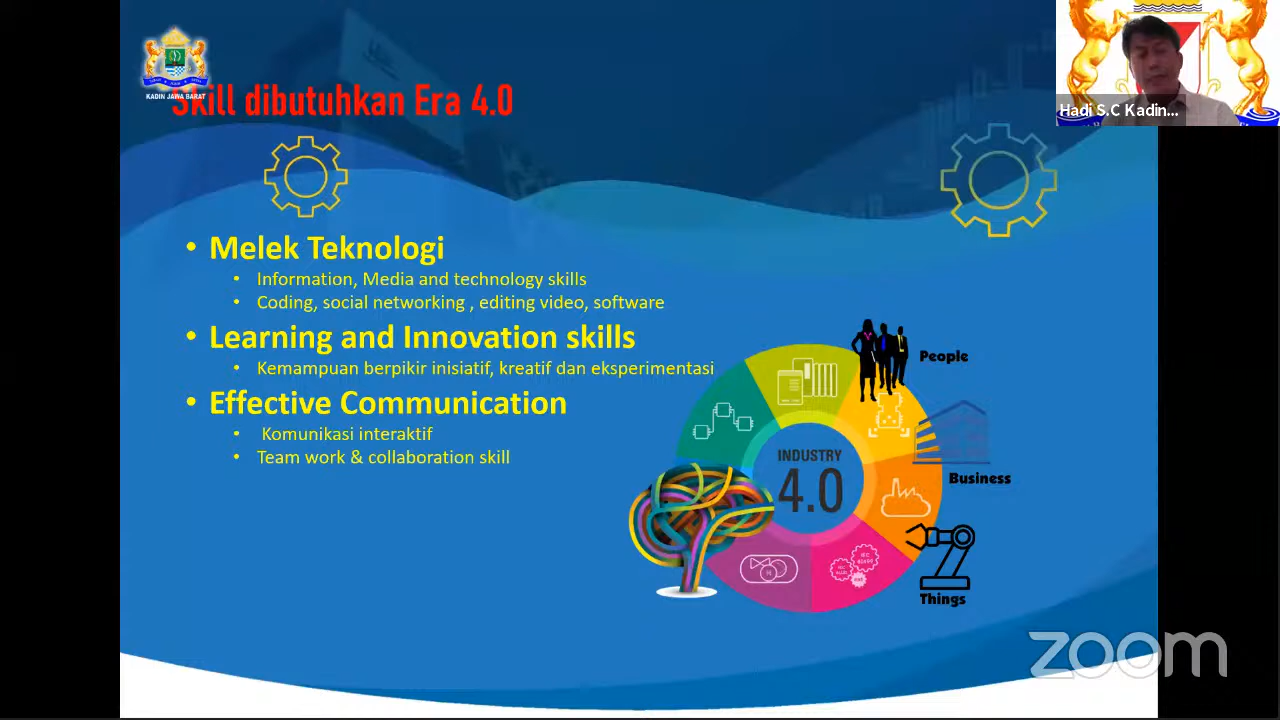 KADIN JAWA BARAT
Skill dibutuhkan Era 4.0
Hadi S.C Kadin...
• Melek Teknologi
• Information, Media and technology skills
• Coding, social networking , editing video, software
• Learning and Innovation skills
• Kemampuan berpikir inisiatif, kreatif dan eksperimentasi
• Effective Communication
• Komunikasi interaktif
• Team work & collaboration skill
People
INDUSTRY
4.0
Business
Things
zoom